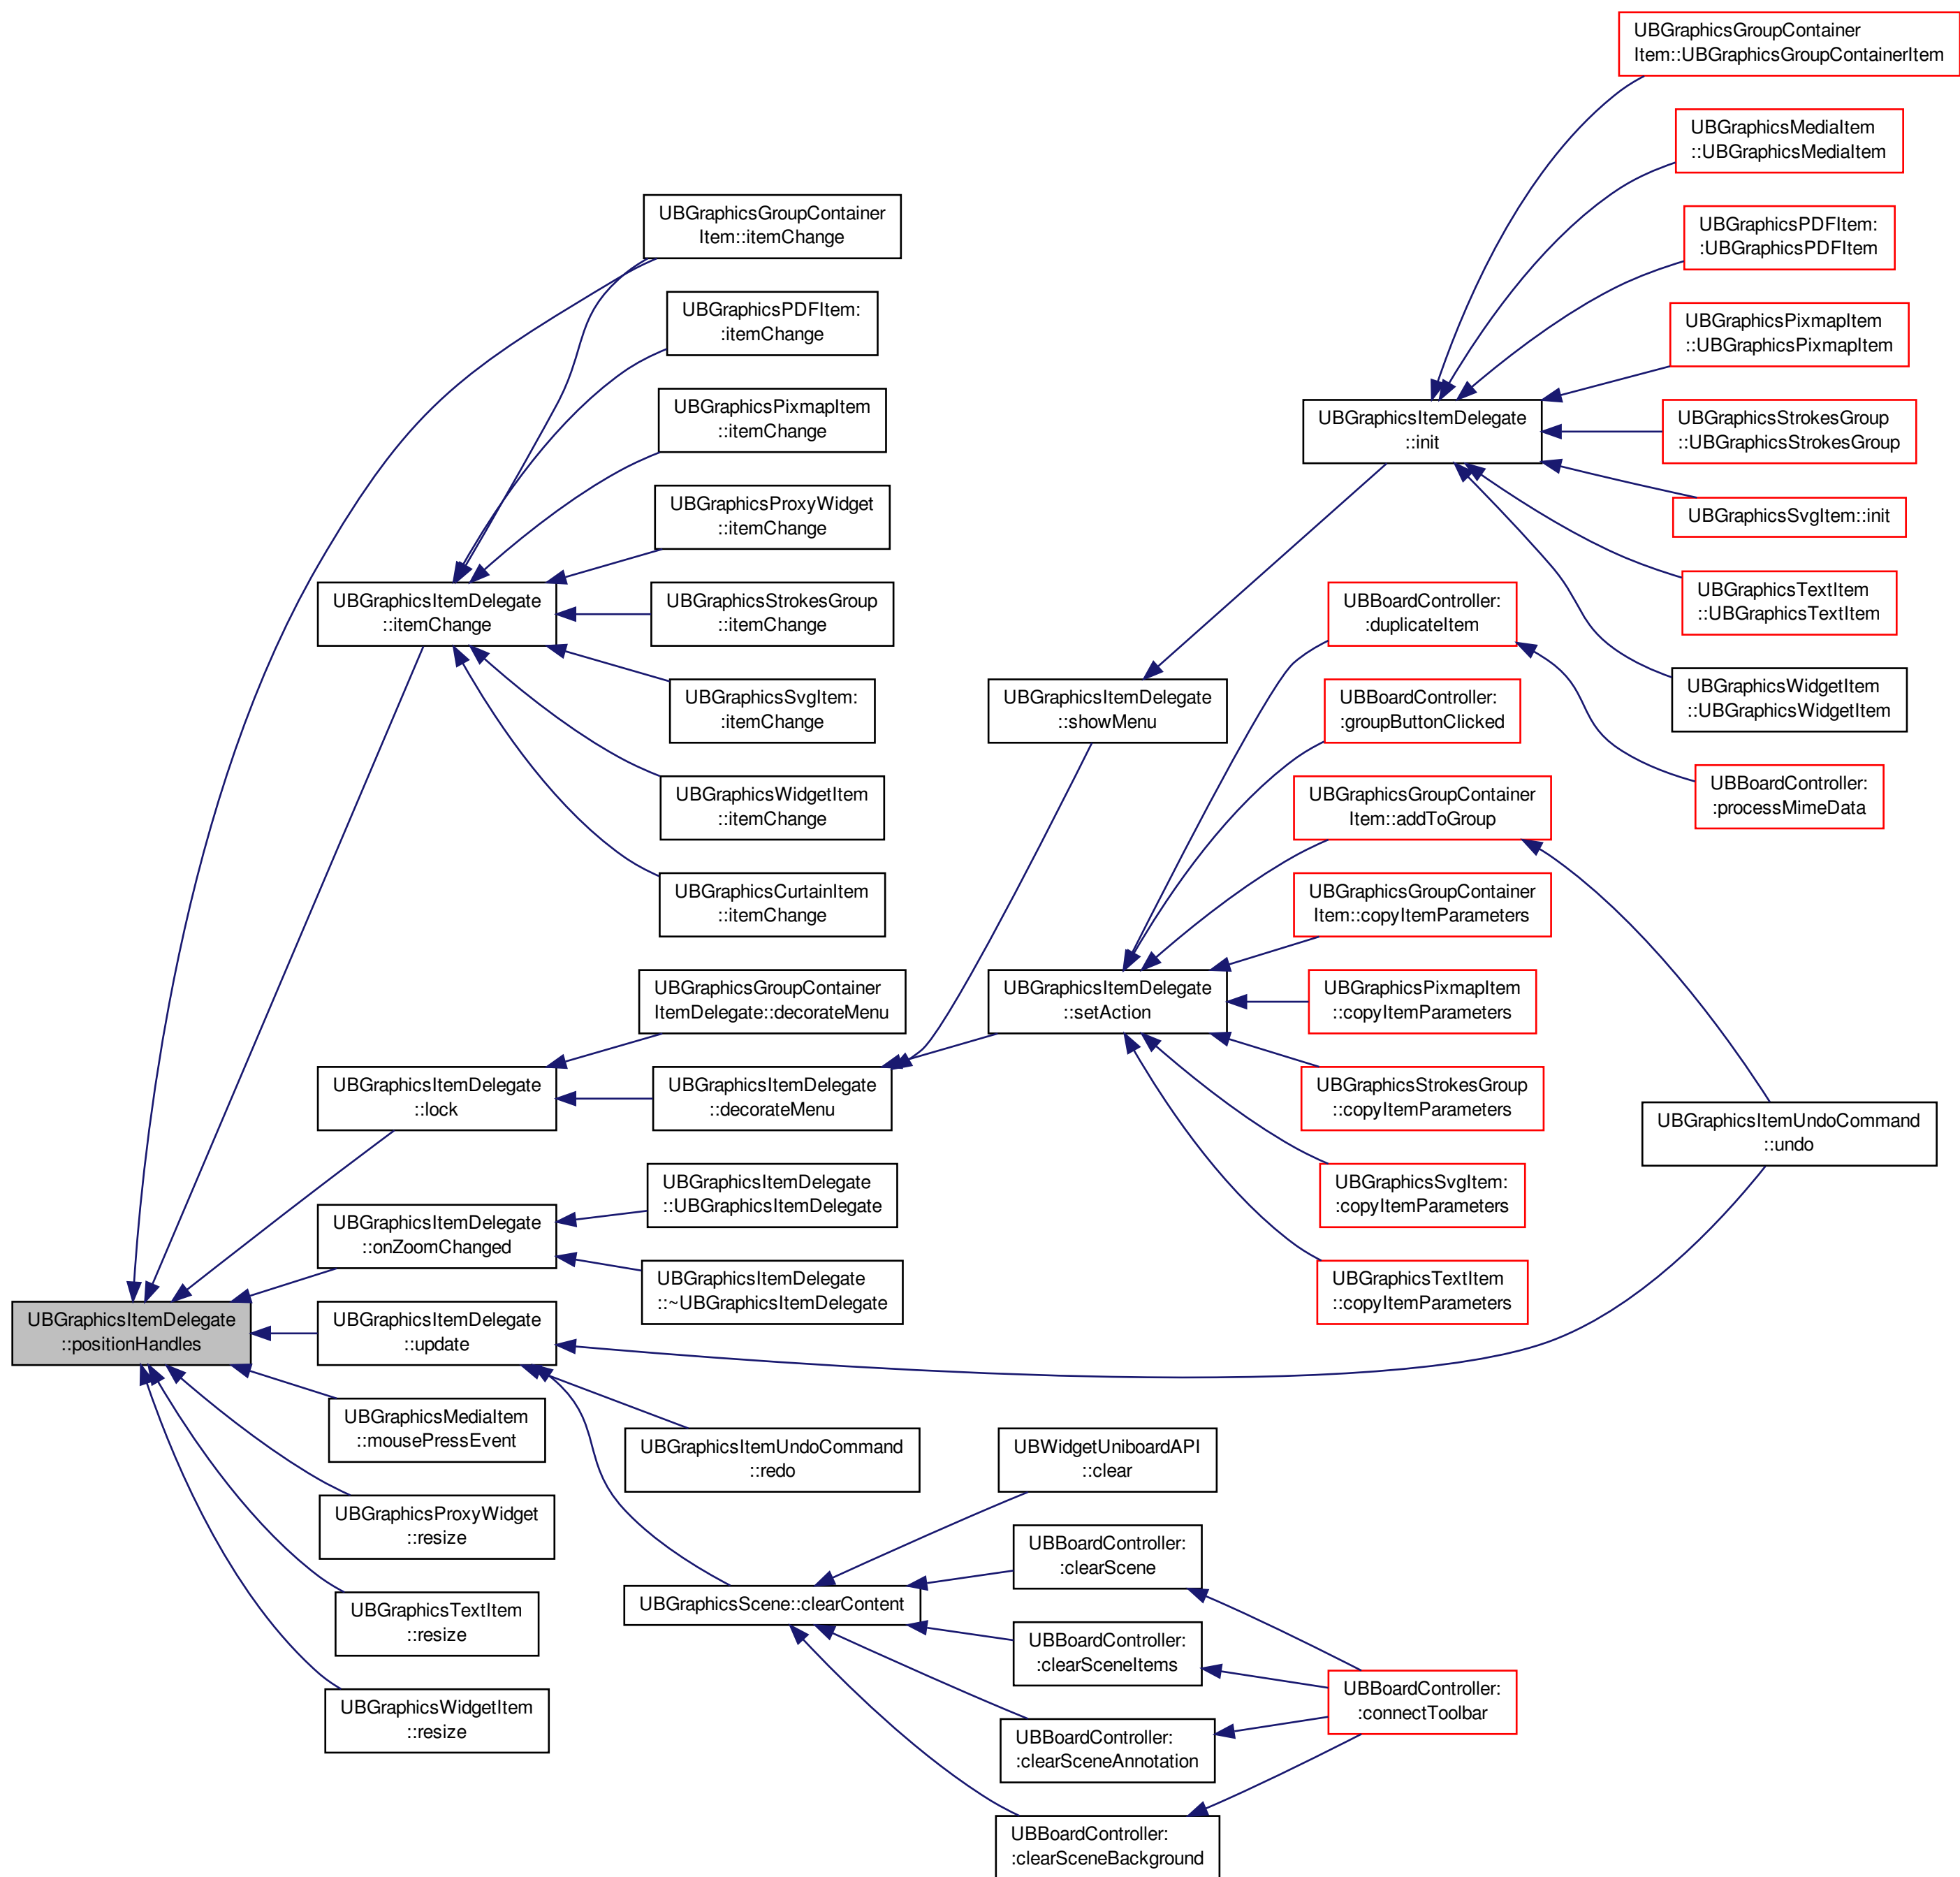 UBGraphicsGroupContainer
Item::UBGraphicsGroupContainerItem
UBGraphicsMediaItem
::UBGraphicsMediaItem
UBGraphicsGroupContainer
Item::itemChange
UBGraphicsPDFItem:
:UBGraphicsPDFItem
UBGraphicsPDFItem:
:itemChange
UBGraphicsPixmapItem
::UBGraphicsPixmapItem
UBGraphicsPixmapItem
::itemChange
UBGraphicsItemDelegate
::init
UBGraphicsStrokesGroup
::UBGraphicsStrokesGroup
UBGraphicsProxyWidget
::itemChange
UBGraphicsSvgItem::init
UBGraphicsItemDelegate
::itemChange
UBGraphicsStrokesGroup
::itemChange
UBBoardController:
:duplicateItem
UBGraphicsTextItem
::UBGraphicsTextItem
UBGraphicsSvgItem:
:itemChange
UBGraphicsItemDelegate
::showMenu
UBBoardController:
:groupButtonClicked
UBGraphicsWidgetItem
::UBGraphicsWidgetItem
UBGraphicsWidgetItem
::itemChange
UBGraphicsGroupContainer
Item::addToGroup
UBBoardController:
:processMimeData
UBGraphicsCurtainItem
::itemChange
UBGraphicsGroupContainer
Item::copyItemParameters
UBGraphicsGroupContainer
ItemDelegate::decorateMenu
UBGraphicsItemDelegate
::setAction
UBGraphicsPixmapItem
::copyItemParameters
UBGraphicsItemDelegate
::lock
UBGraphicsItemDelegate
::decorateMenu
UBGraphicsStrokesGroup
::copyItemParameters
UBGraphicsItemUndoCommand
::undo
UBGraphicsItemDelegate
::UBGraphicsItemDelegate
UBGraphicsSvgItem:
:copyItemParameters
UBGraphicsItemDelegate
::onZoomChanged
UBGraphicsItemDelegate
::~UBGraphicsItemDelegate
UBGraphicsTextItem
::copyItemParameters
UBGraphicsItemDelegate
::positionHandles
UBGraphicsItemDelegate
::update
UBGraphicsMediaItem
::mousePressEvent
UBGraphicsItemUndoCommand
::redo
UBWidgetUniboardAPI
::clear
UBGraphicsProxyWidget
::resize
UBBoardController:
:clearScene
UBGraphicsTextItem
::resize
UBGraphicsScene::clearContent
UBBoardController:
:clearSceneItems
UBGraphicsWidgetItem
::resize
UBBoardController:
:connectToolbar
UBBoardController:
:clearSceneAnnotation
UBBoardController:
:clearSceneBackground